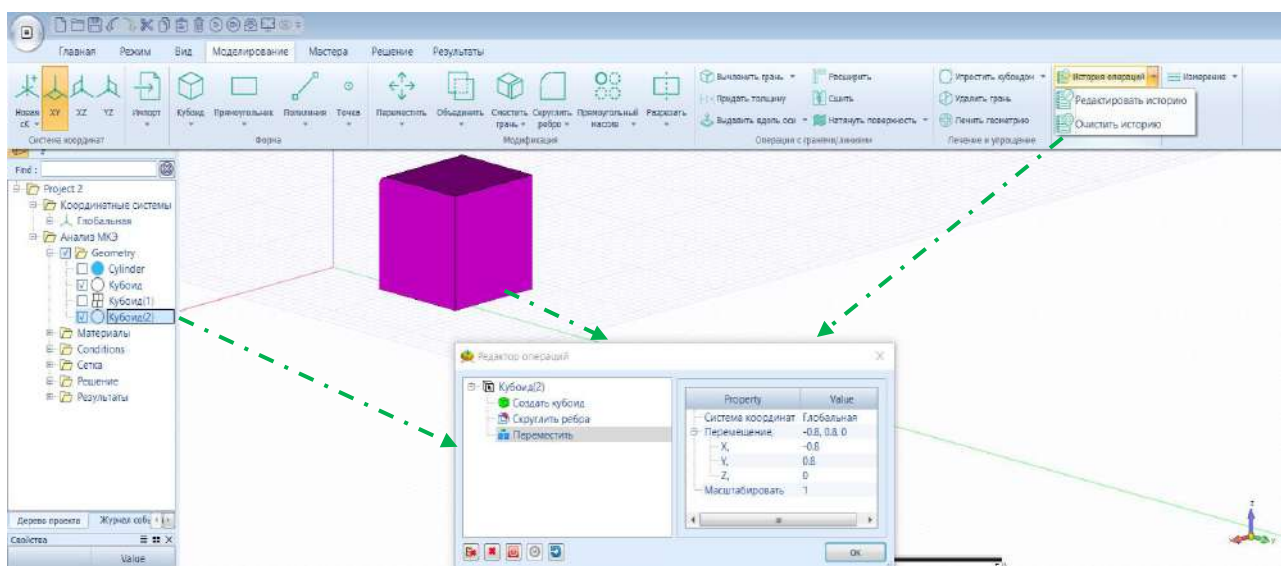 Главная Режим Вид Моделирование Мастера Решение Результаты
Новая СК XY XZ YZ Импорт Кубоид Прямоугольник Полилиния Точка Переместить Объединить Сместить грань Скруглить ребро Прямоугольный массив Разрезать
Вычленить грань Расширить Упростить кубоидом История операций Измерение
Придать толщину Сшить Удалить грань Редактировать историю
Выдавить вдоль оси Натянуть поверхность Лечить геометрию Очистить историю
Система координат Форма Модификация Операции с гранями/линиями Лечение и упрощение
Find :
Project 2
Координатные системы
Глобальная
Анализ МКЭ
Geometry
Cylinder
Кубоид
Кубоид(1)
Кубоид(2)
Материалы
Conditions
Сетка
Решение
Результаты
Редактор операций
Кубоид(2)
Создать кубоид
Скруглить рёбра
Переместить
Property Value
Система координат Глобальная
Перемещение, -0.8, 0.8, 0
X, -0.8
Y, 0.8
Z, 0
Масштабировать 1
OK
Дерево проекта Журнал собы
Свойства
Value